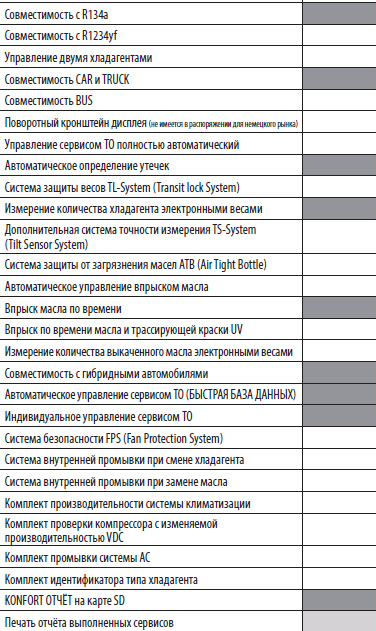 Совместимость с R134a
Совместимость с R1234yf
Управление двумя хладагентами
Совместимость CAR и TRUCK
Совместимость BUS
Поворотный кронштейн дисплея (не имеется в распоряжении для немецкого рынка)
Управление сервисом ТО полностью автоматический
Автоматическое определение утечек
Система защиты весов TL-System (Transit lock System)
Измерение количества хладагента электронными весами
Дополнительная система точности измерения TS-System
(Tilt Sensor System)
Система защиты от загрязнения масел ATB (Air Tight Bottle)
Автоматическое управление впрыском масла
Впрыск масла по времени
Впрыск по времени масла и трассирующей краски UV
Измерение количества выкаченного масла электронными весами
Совместимость с гибридными автомобилями
Автоматическое управление сервисом ТО (БЫСТРАЯ БАЗА ДАННЫХ)
Индивидуальное управление сервисом ТО
Система безопасности FPS (Fan Protection System)
Система внутренней промывки при смене хладагента
Система внутренней промывки при замене масла
Комплект производительности системы климатизации
Комплект проверки компрессора с изменяемой
производительностью VDC
Комплект промывки системы AC
Комплект идентификатора типа хладагента
KONFORT ОТЧЁТ на карте SD
Печать отчёта выполненных сервисов